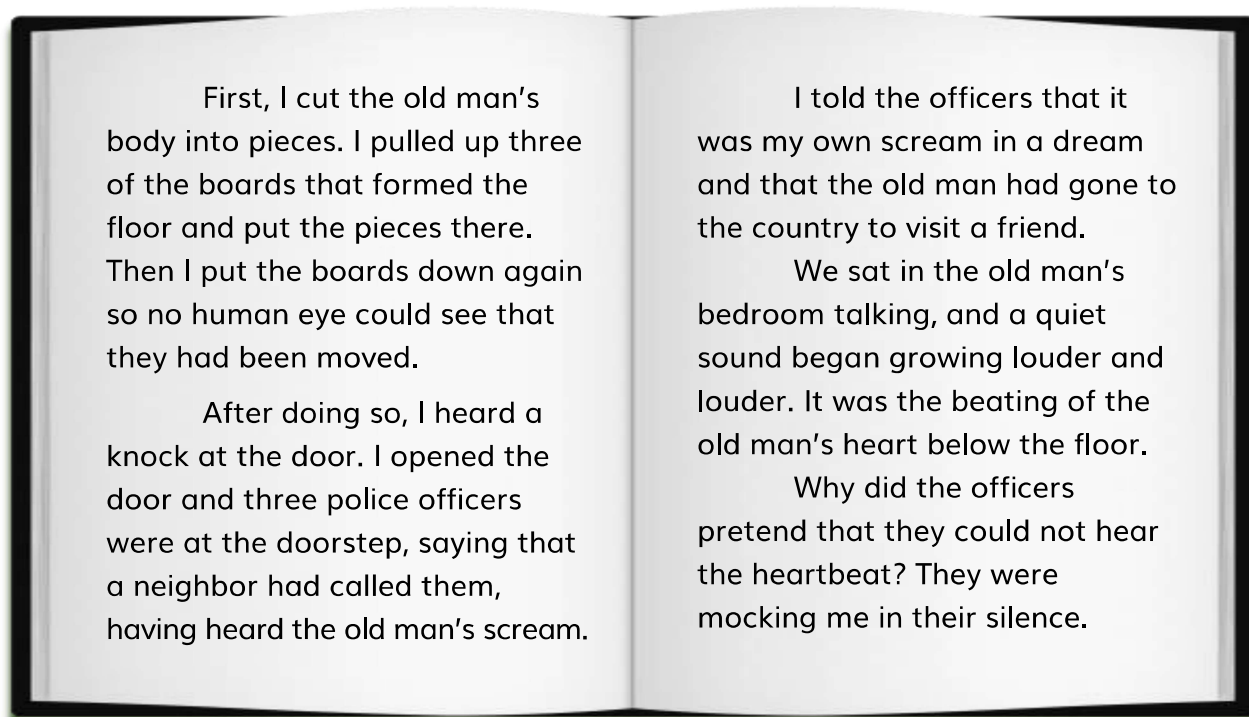 First, I cut the old man's
body into pieces. I pulled up three
of the boards that formed the
floor and put the pieces there.
Then I put the boards down again
so no human eye could see that
they had been moved.
After doing so, I heard a
knock at the door. I opened the
door and three police officers
were at the doorstep, saying that
a neighbor had called them,
having heard the old man's scream.
I told the officers that it
was my own scream in a dream
and that the old man had gone to
the country to visit a friend.
We sat in the old man's
bedroom talking, and a quiet
sound began growing louder and
louder. It was the beating of the
old man's heart below the floor.
Why did the officers
pretend that they could not hear
the heartbeat? They were
mocking me in their silence.